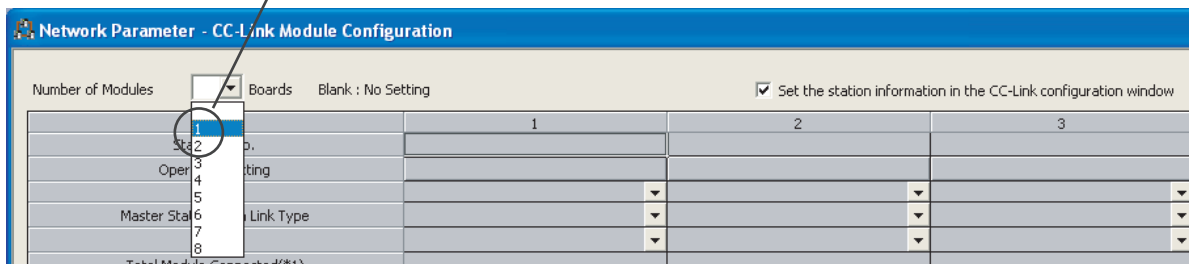 Network Parameter - CC-Link Module Configuration
Number of Modules Boards Blank : No Setting Set the station information in the CC-Link configuration window
1 2 3
1
2
3
4
5
6
7
8
Master Link Type